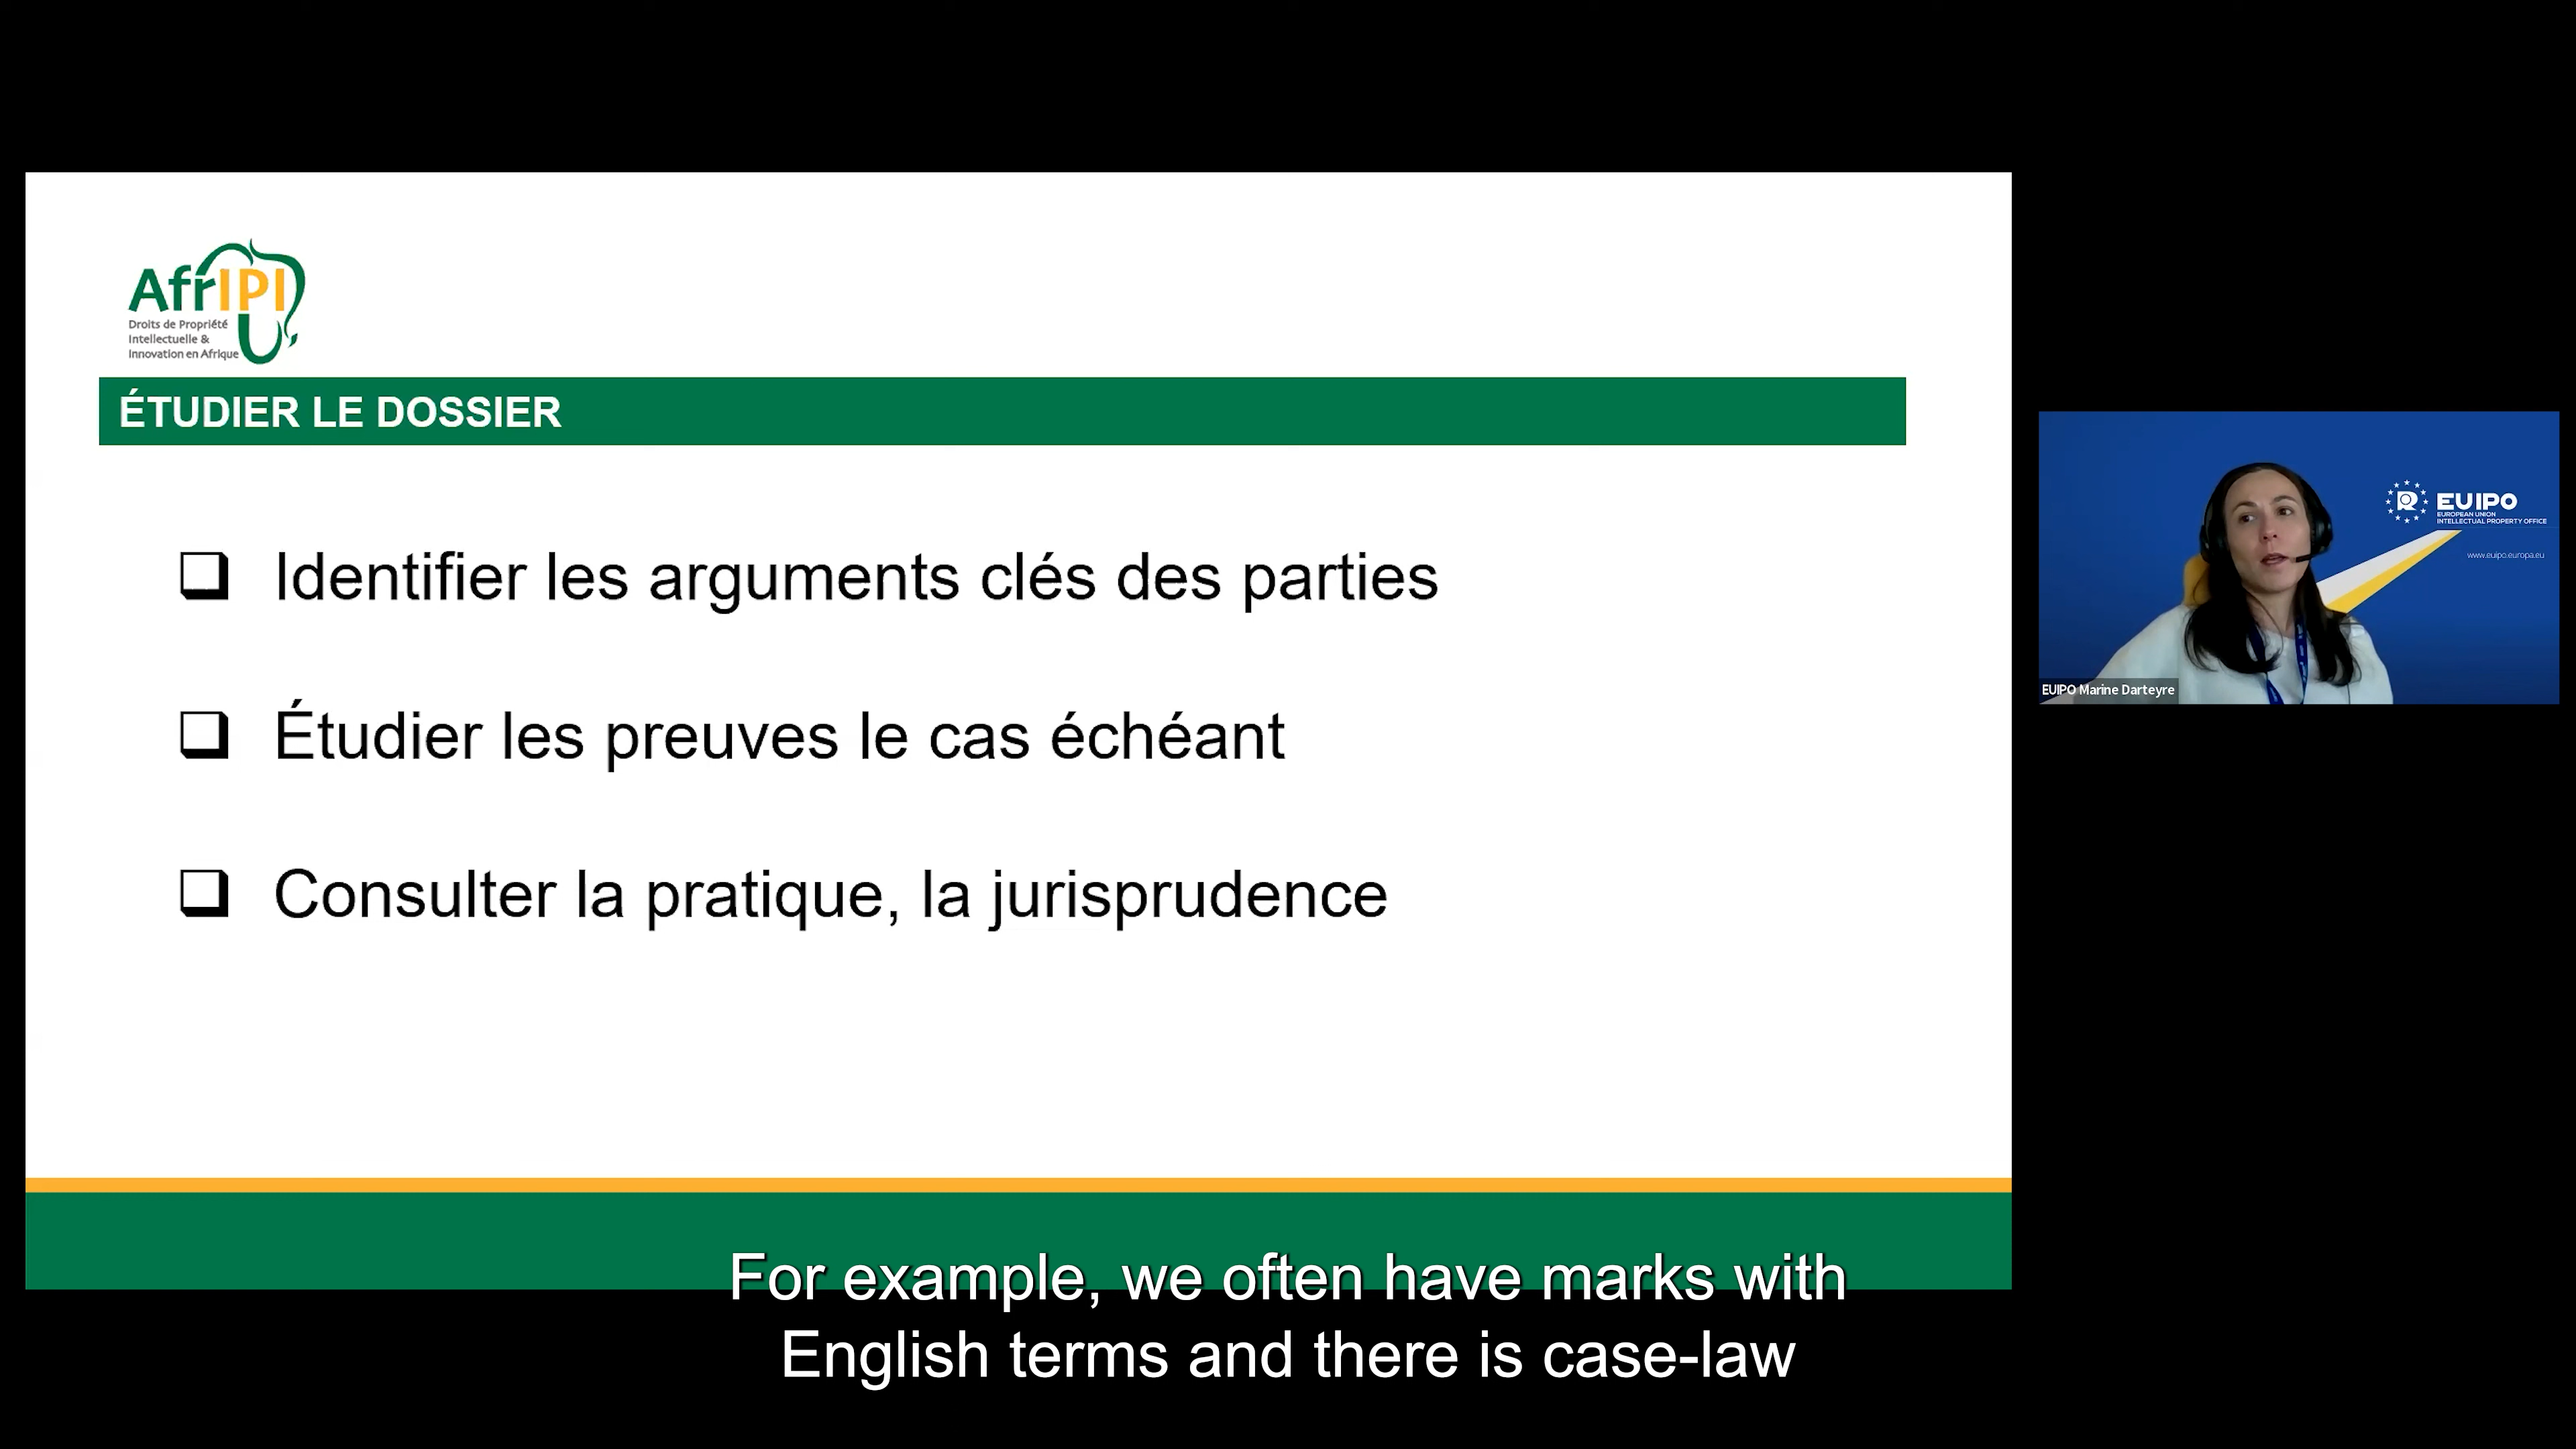 AfrIPI
Droits de Propriété
Intellectuelle &
Innovation en Afrique
ÉTUDIER LE DOSSIER
Identifier les arguments clés des parties
Étudier les preuves le cas échéant
Consulter la pratique, la jurisprudence
R EUIPO
EUROPEAN UNION
INTELLECTUAL PROPERTY OFFICE
www.euipo.europa.eu
EUIPO Marine Darteyre
For example, we often have marks with
English terms and there is case-law